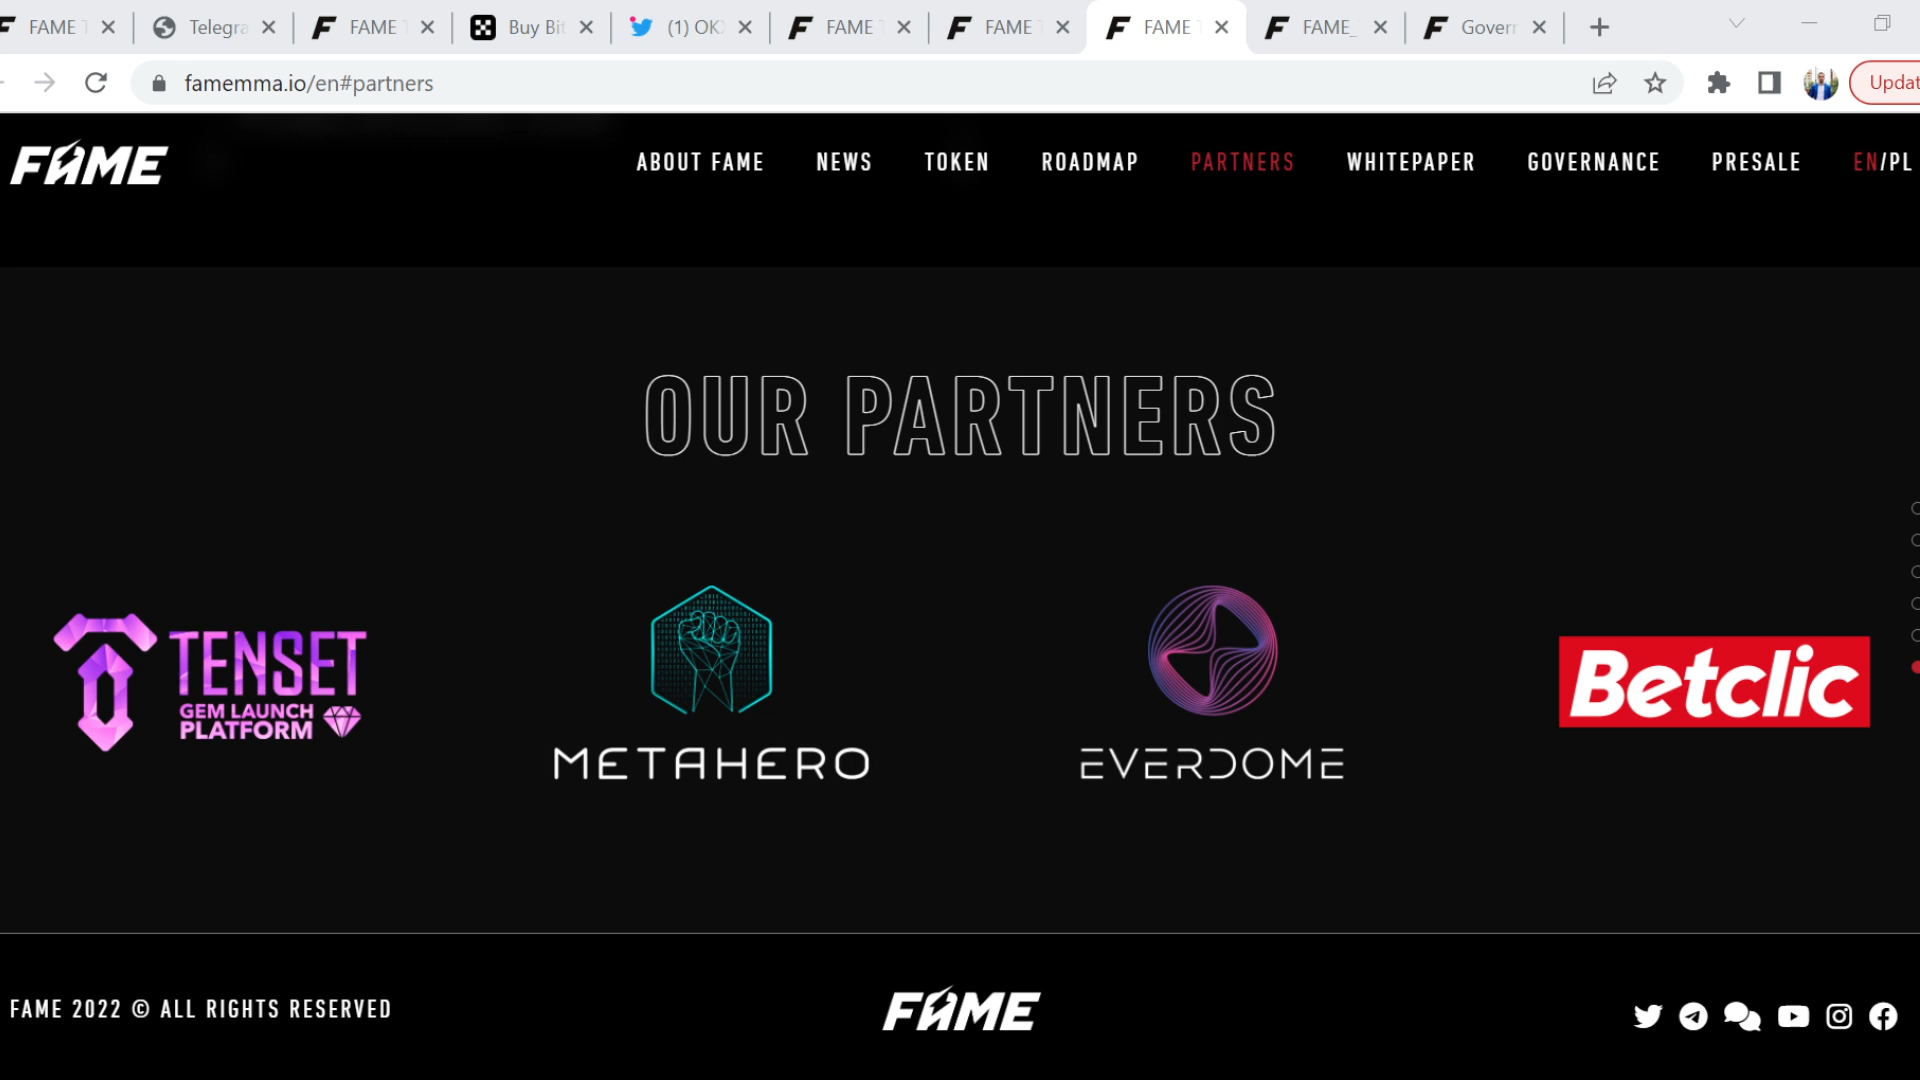 FAME T
Telegra
FAME T
Buy Bit
(1) OK
FAME T
FAME T
FAME T
FAME_
Govern
famemma.io/en#partners
Updat
FAME
ABOUT FAME
NEWS
TOKEN
ROADMAP
PARTNERS
WHITEPAPER
GOVERNANCE
PRESALE
EN/PL
OUR PARTNERS
TENSET
GEM LAUNCH
PLATFORM
METAHERO
EVERDOME
Betclic
FAME 2022 © ALL RIGHTS RESERVED
FAME